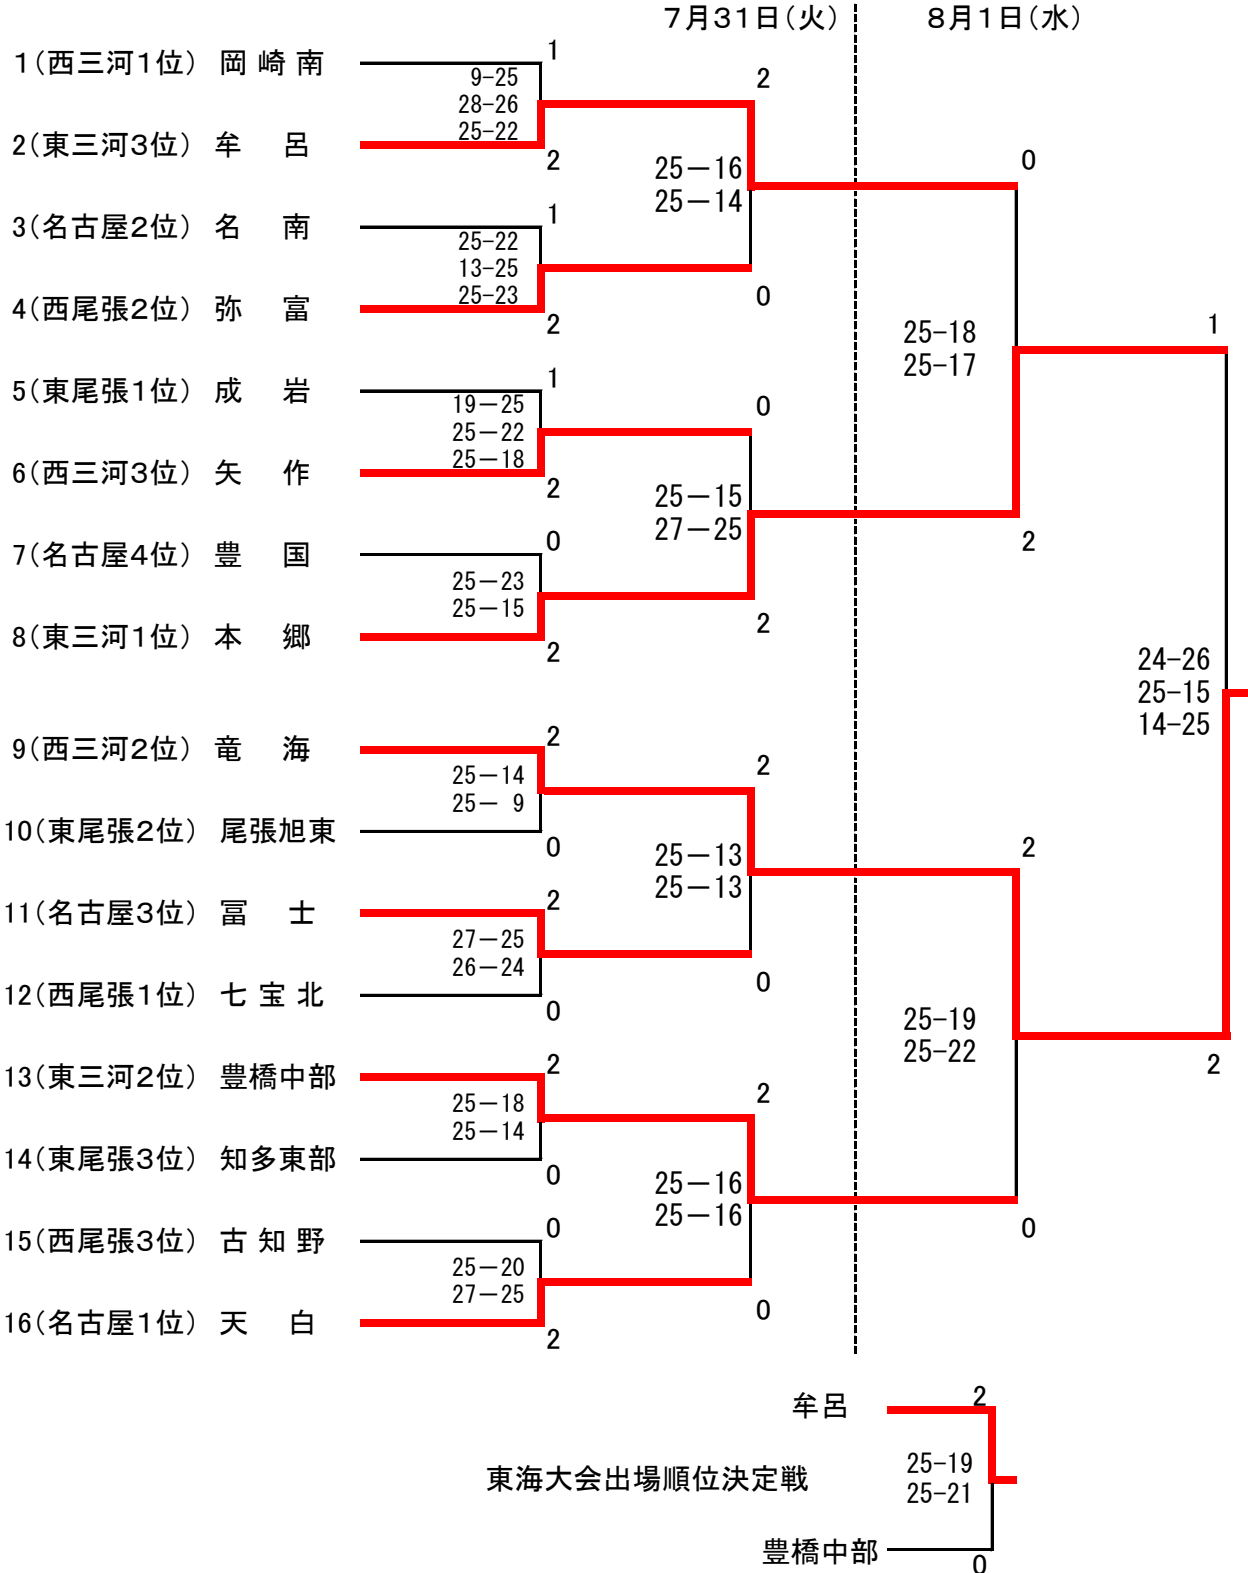 7月31日(火) 8月1日(水)
1(西三河1位) 岡崎南 1
9-25
28-26
25-22
2(東三河3位) 牟呂 2
2
25-16
25-14
0
3(名古屋2位) 名南 1
25-22
13-25
25-23
4(西尾張2位) 弥富 2
0
0
25-18
25-17
2
1
5(東尾張1位) 成岩 1
19-25
25-22
25-18
6(西三河3位) 矢作 2
0
25-15
27-25
2
7(名古屋4位) 豊国 0
25-23
25-15
8(東三河1位) 本郷 2
24-26
25-15
14-25
9(西三河2位) 竜海 2
25-14
25- 9
10(東尾張2位) 尾張旭東 0
2
25-13
25-13
0
11(名古屋3位) 冨士 2
27-25
26-24
12(西尾張1位) 七宝北 0
2
25-19
25-22
2
13(東三河2位) 豊橋中部 2
25-18
25-14
14(東尾張3位) 知多東部 0
2
25-16
25-16
0
15(西尾張3位) 古知野 0
25-20
27-25
16(名古屋1位) 天白 2
0
牟呂 2
東海大会出場順位決定戦
25-19
25-21
豊橋中部 0